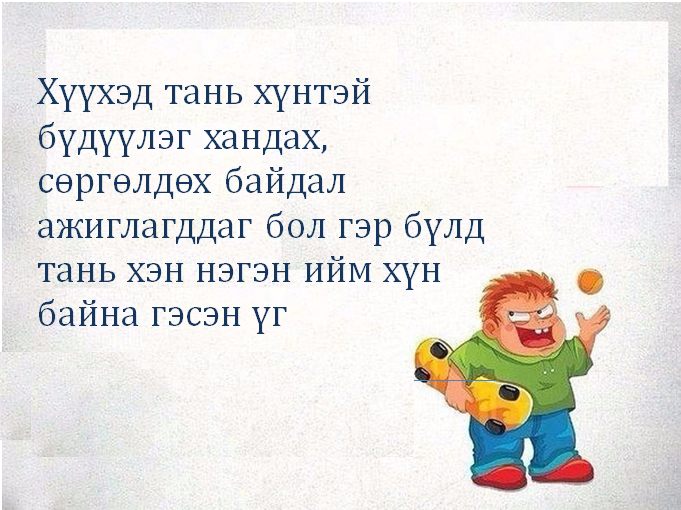 Хүүхэд тань хүнтэй
бүдүүлэг хандах,
сөргөлдөх байдал
ажиглагддаг бол гэр бүлд
тань хэн нэгэн ийм хүн
байна гэсэн үг